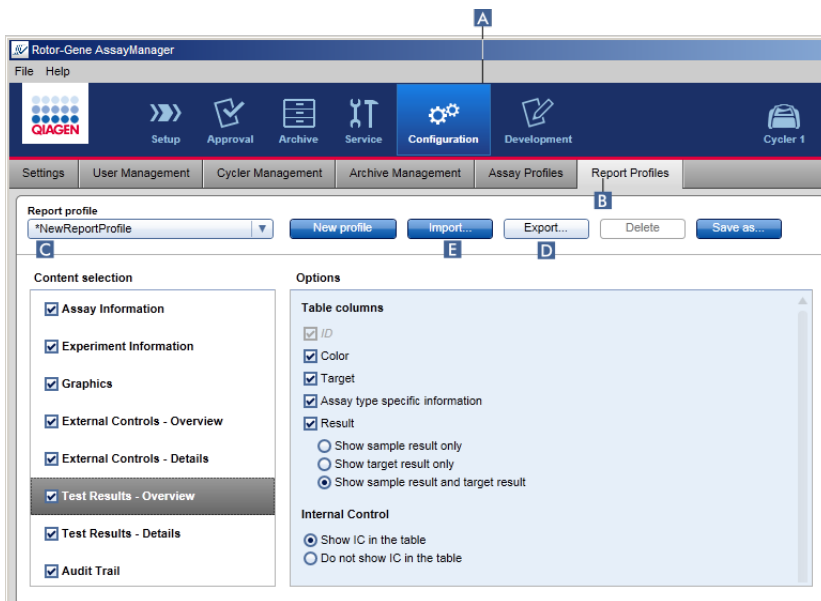 A
Rotor-Gene AssayManager
File Help
QIAGEN
Setup Approval Archive Service Configuration Development Cycler 1
Settings User Management Cycler Management Archive Management Assay Profiles Report Profiles
B
Report profile
*NewReportProfile New profile Import... Export... Delete Save as...
C E D
Content selection Options
Assay Information
Experiment Information
Graphics
External Controls - Overview
External Controls - Details
Test Results - Overview
Test Results - Details
Audit Trail
Table columns
ID
Color
Target
Assay type specific information
Result
Show sample result only
Show target result only
Show sample result and target result
Internal Control
Show IC in the table
Do not show IC in the table